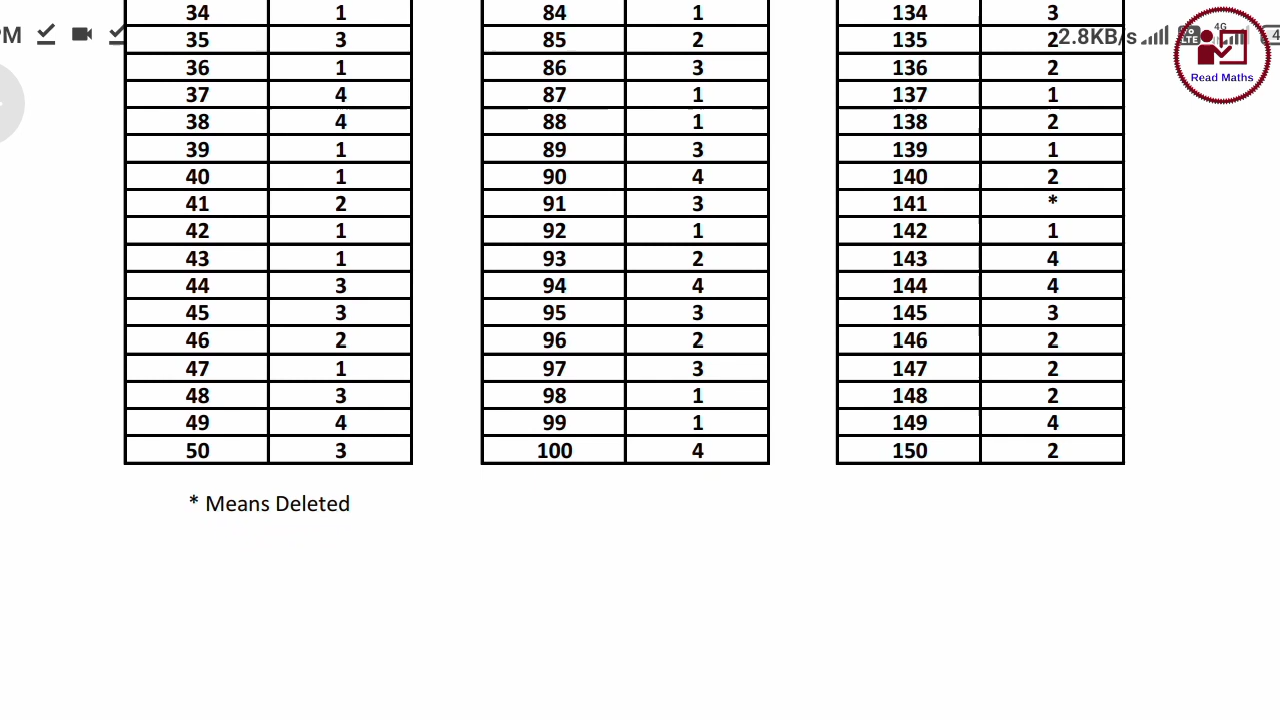 34 1 84 1 134 3
PM 35 3 85 2 135 2 2.8KB/s LTE 4G 4
36 1 86 3 136 2
Read Maths
37 4 87 1 137 1
38 4 88 1 138 2
39 1 89 3 139 1
40 1 90 4 140 2
41 2 91 3 141 *
42 1 92 1 142 1
43 1 93 2 143 4
44 3 94 4 144 4
45 3 95 3 145 3
46 2 96 2 146 2
47 1 97 3 147 2
48 3 98 1 148 2
49 4 99 1 149 4
50 3 100 4 150 2
* Means Deleted